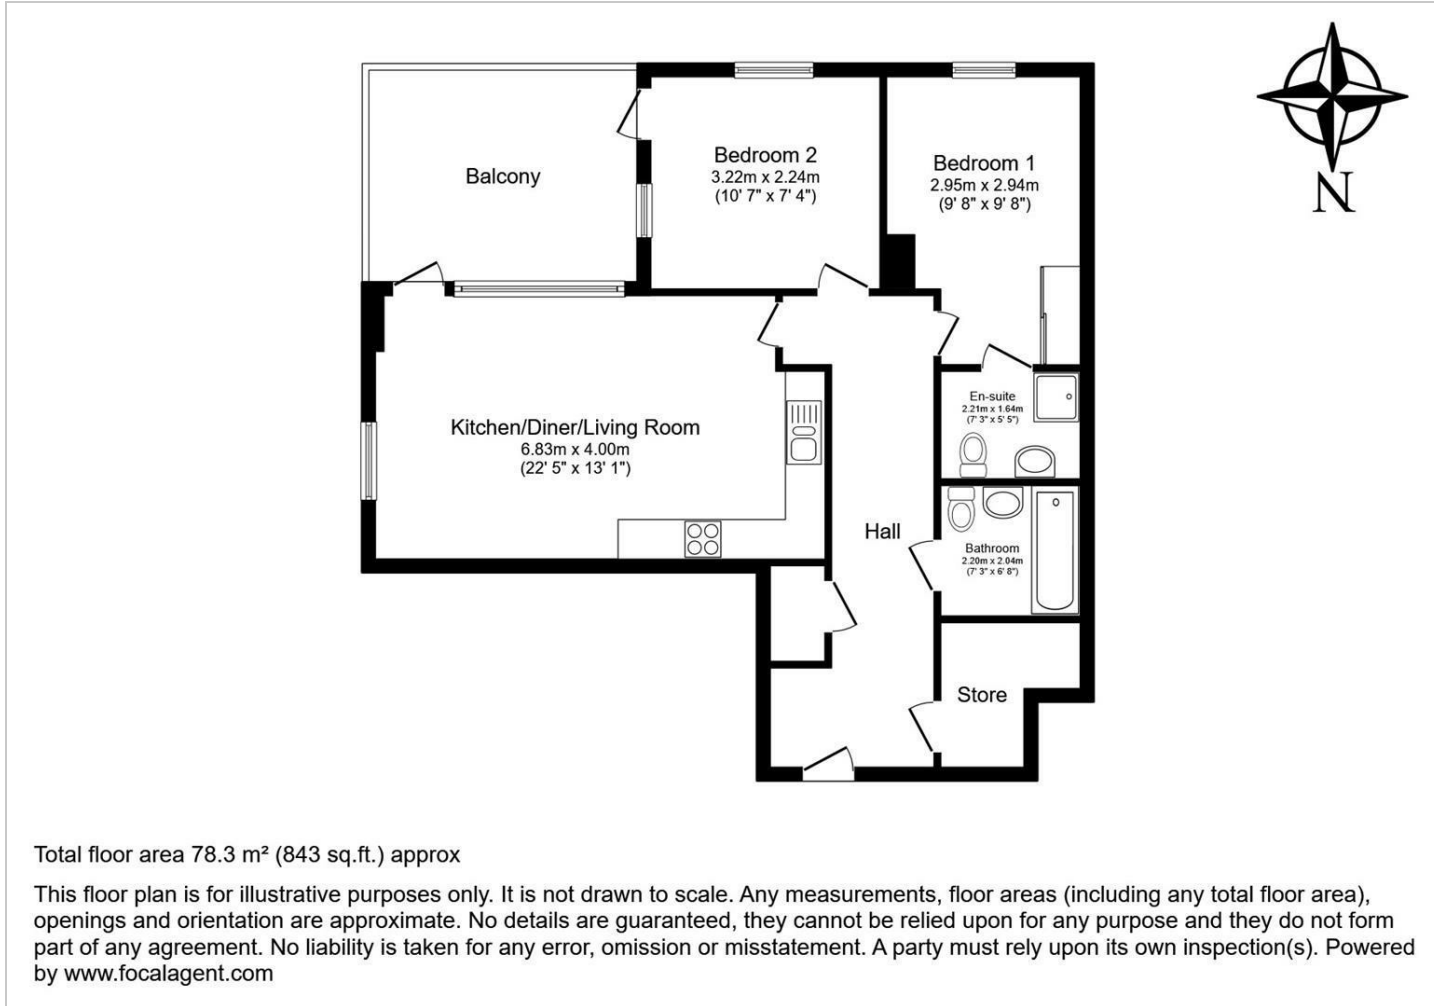 N
Balcony
Bedroom 2
3.22m x 2.24m
(10' 7" x 7' 4")
Bedroom 1
2.95m x 2.94m
(9' 8" x 9' 8")
Kitchen/Diner/Living Room
6.83m x 4.00m
(22' 5" x 13' 1")
En-suite
2.21m x 1.64m
(7' 3" x 5' 5")
Hall
Bathroom
2.20m x 2.04m
(7' 3" x 6' 8")
Store
Total floor area 78.3 m² (843 sq.ft.) approx
This floor plan is for illustrative purposes only. It is not drawn to scale. Any measurements, floor areas (including any total floor area),
openings and orientation are approximate. No details are guaranteed, they cannot be relied upon for any purpose and they do not form
part of any agreement. No liability is taken for any error, omission or misstatement. A party must rely upon its own inspection(s). Powered
by www.focalagent.com